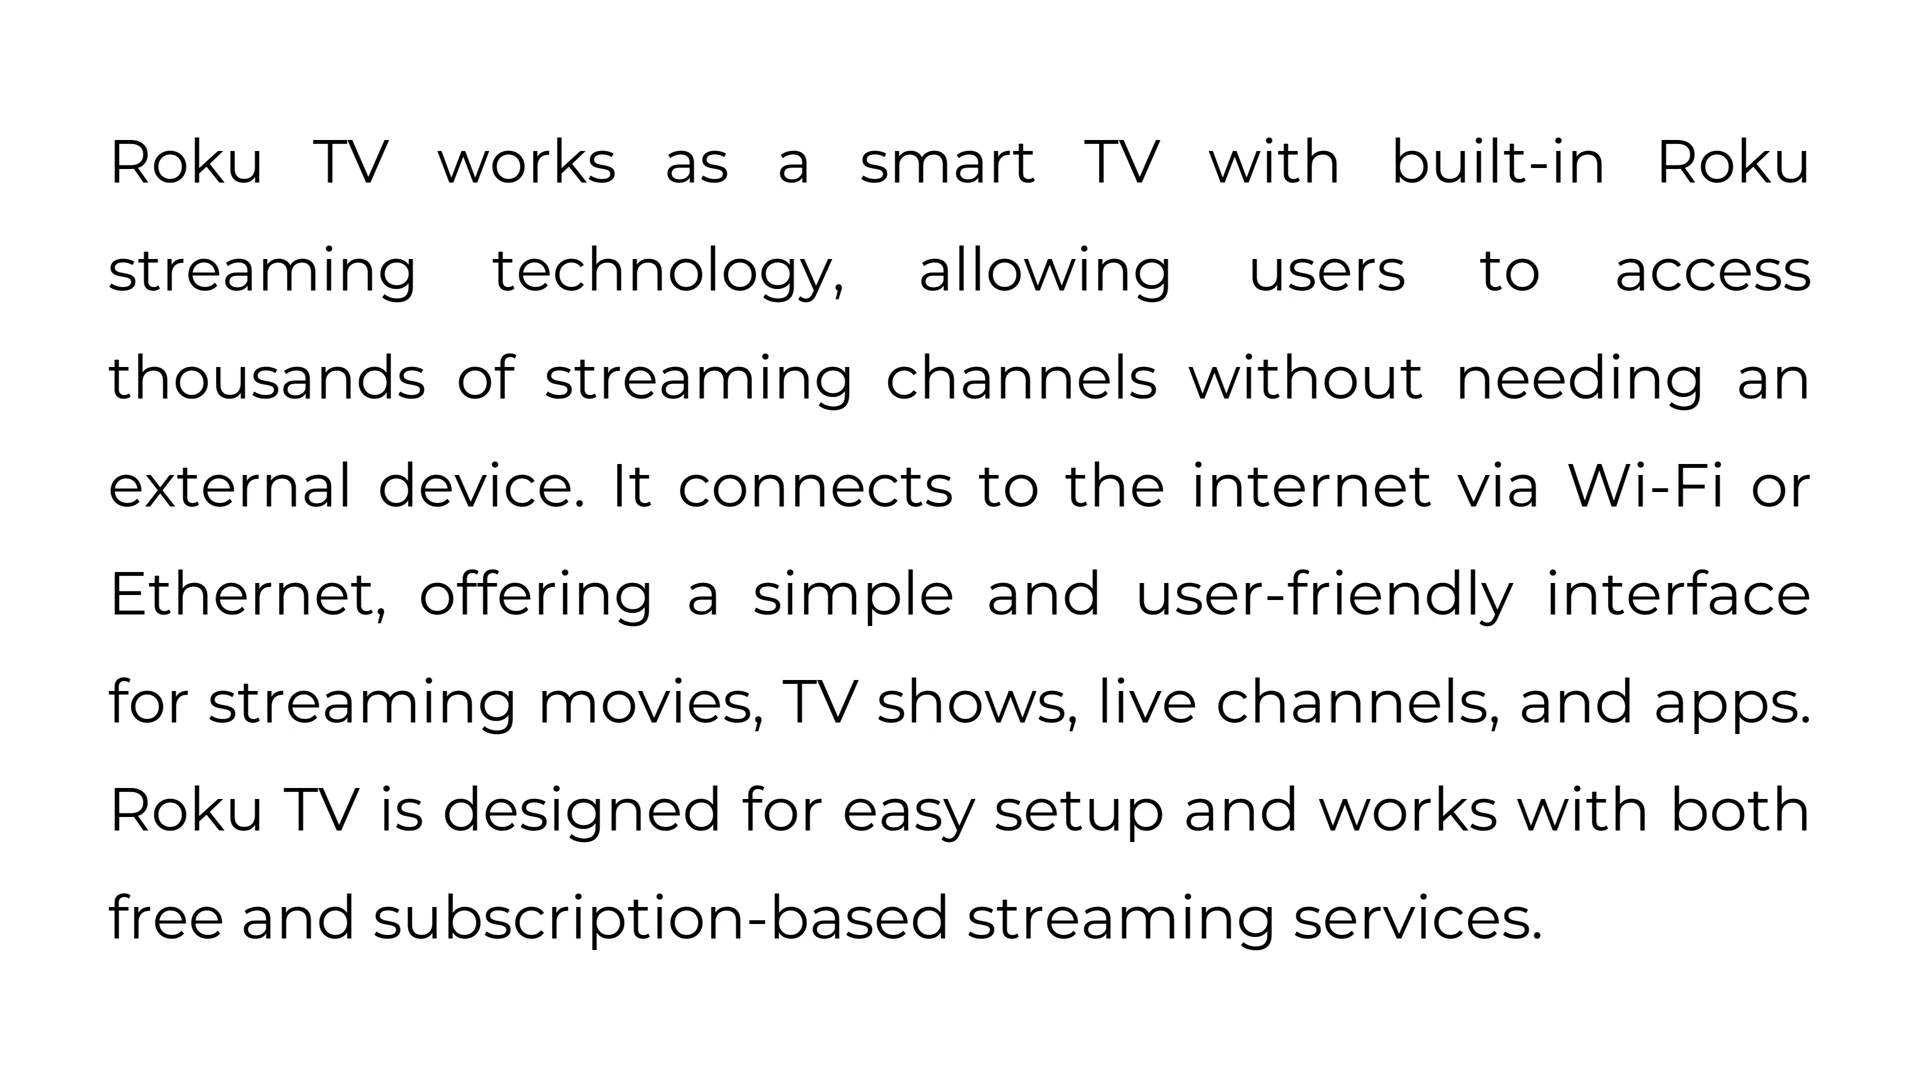 Roku TV works as a smart TV with built-in Roku
streaming technology, allowing users to access
thousands of streaming channels without needing an
external device. It connects to the internet via Wi-Fi or
Ethernet, offering a simple and user-friendly interface
for streaming movies, TV shows, live channels, and apps.
Roku TV is designed for easy setup and works with both
free and subscription-based streaming services.